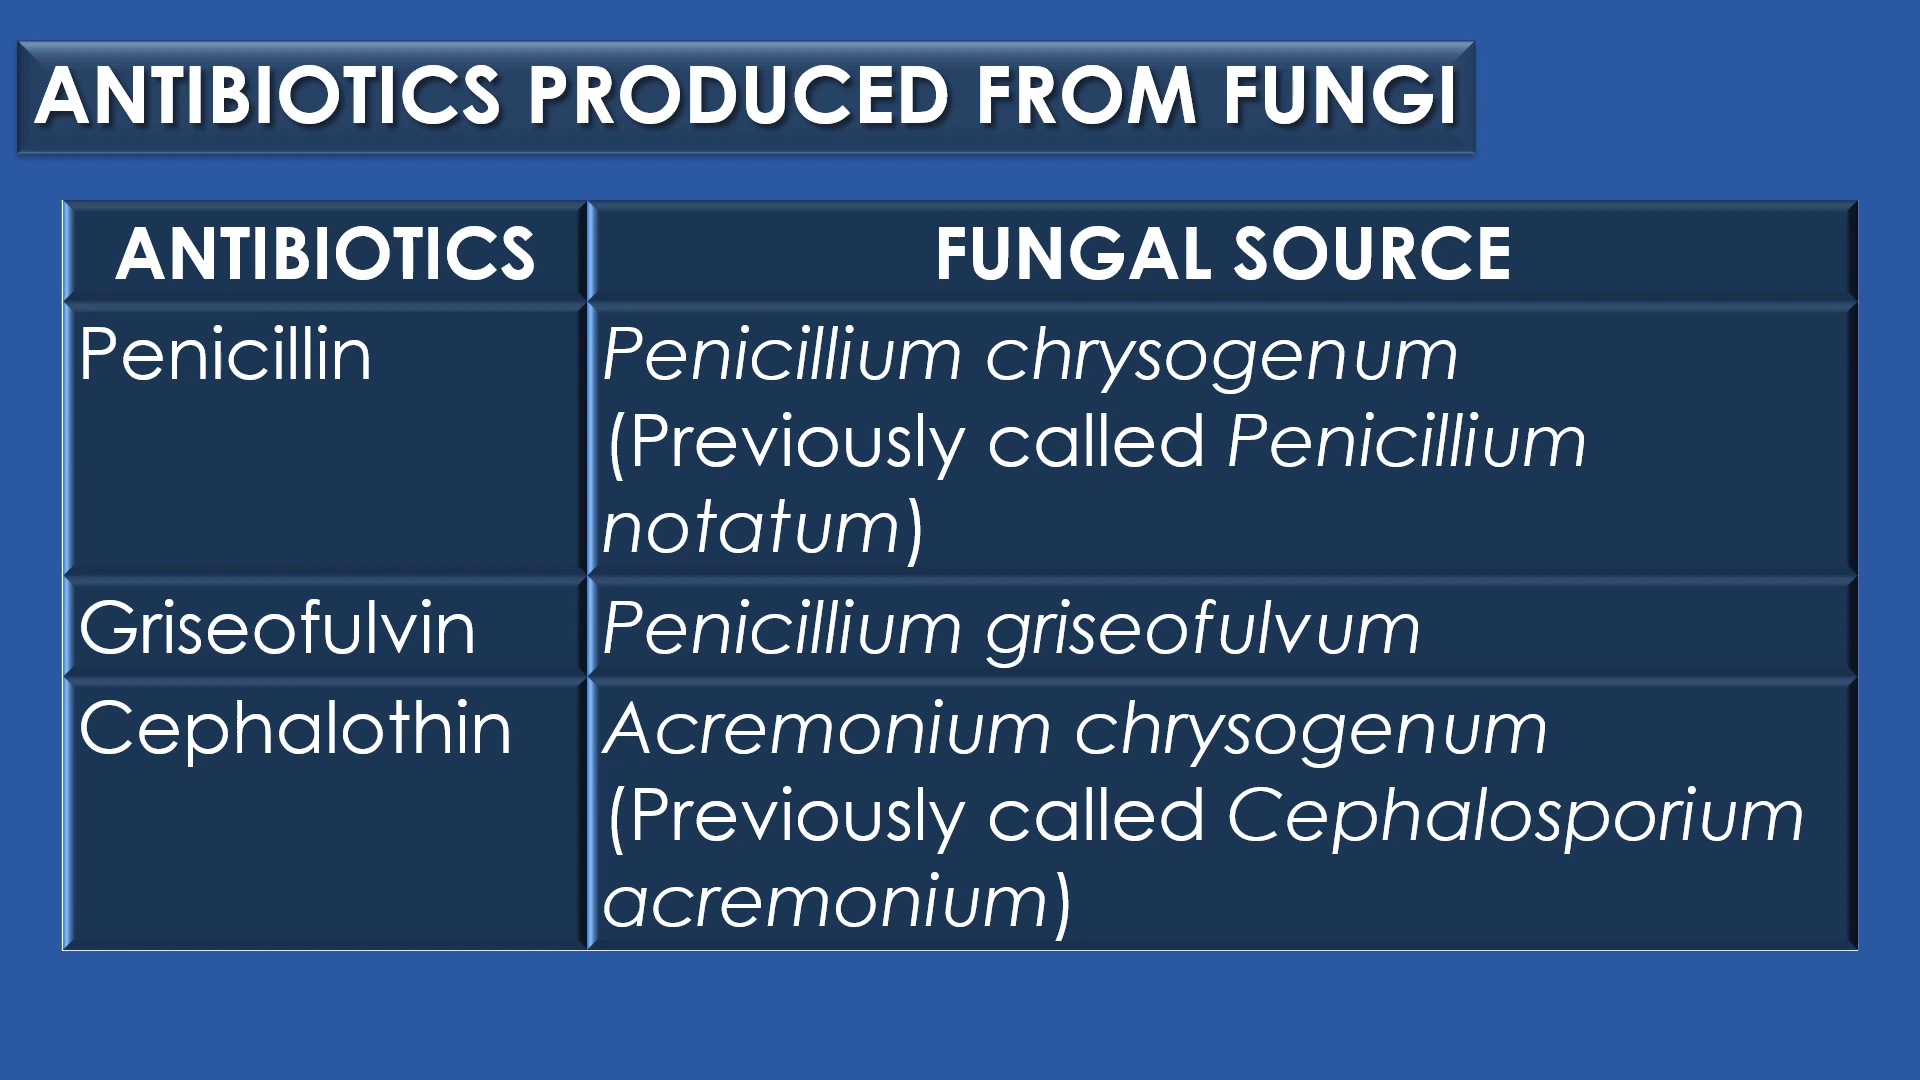 ANTIBIOTICS PRODUCED FROM FUNGI
ANTIBIOTICS FUNGAL SOURCE
Penicillin Penicillium chrysogenum
(Previously called Penicillium
notatum)
Griseofulvin Penicillium griseofulvum
Cephalothin Acremonium chrysogenum
(Previously called Cephalosporium
acremonium)